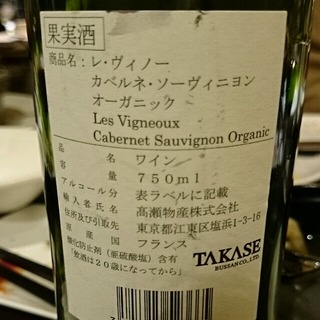 果実酒
商品名：レ・ヴィノー
カベルネ・ソーヴィニヨン
オーガニック
Les Vigneoux
Cabernet Sauvignon Organic
品名 ワイン
容量 750ml
アルコール分 表ラベルに記載
輸入者氏名 髙瀬物産株式会社
住所及び引取先 東京都江東区塩浜1-3-16
原産国 フランス
酸化防止剤（亜硫酸塩）含有
「飲酒は20歳になってから」
TAKASE
BUSSAN CO., LTD.